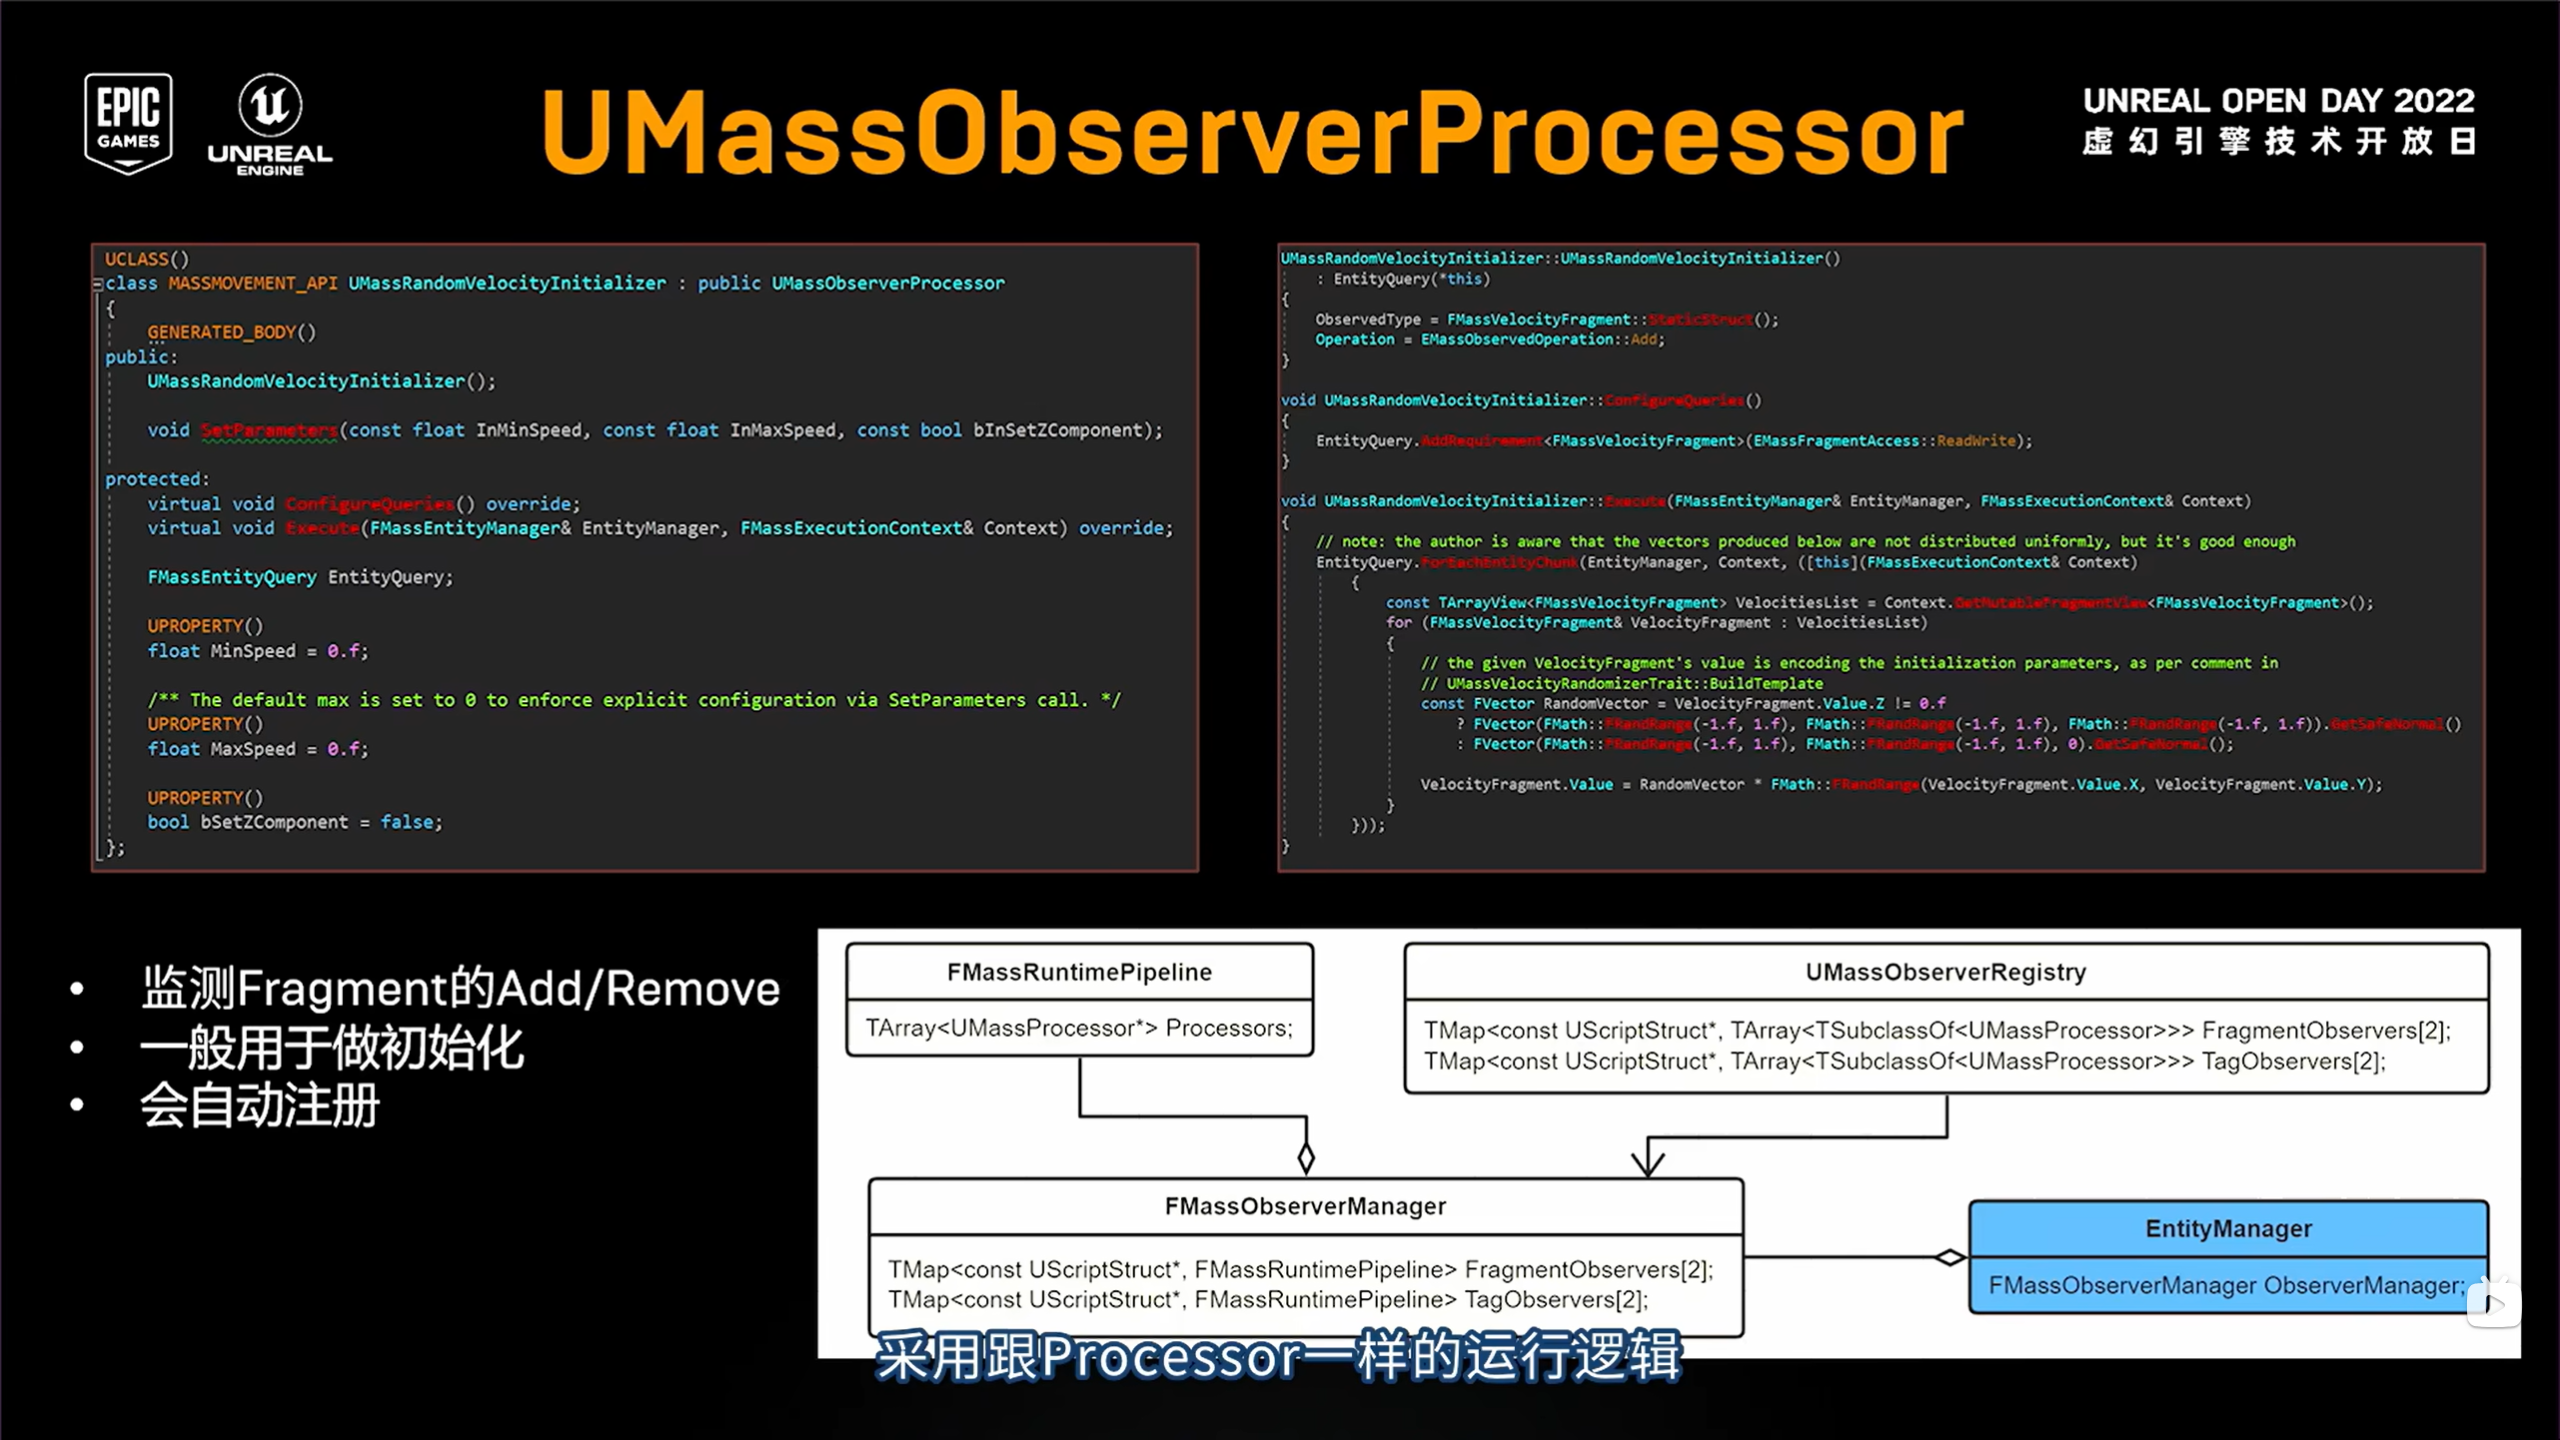 EPIC
GAMES
UNREAL
ENGINE
UMassObserverProcessor
UNREAL OPEN DAY 2022
虚幻引擎技术开放日
UCLASS()
class MASSMOVEMENT_API UMassRandomVelocityInitializer : public UMassObserverProcessor
{
GENERATED_BODY()
public:
UMassRandomVelocityInitializer();
void SetParameters(const float InMinSpeed, const float InMaxSpeed, const bool bInSetZComponent);
protected:
virtual void ConfigureQueries() override;
virtual void Execute(FMassEntityManager& EntityManager, FMassExecutionContext& Context) override;
FMassEntityQuery EntityQuery;
UPROPERTY()
float MinSpeed = 0.f;
/** The default max is set to 0 to enforce explicit configuration via SetParameters call. */
UPROPERTY()
float MaxSpeed = 0.f;
UPROPERTY()
bool bSetZComponent = false;
};
UMassRandomVelocityInitializer::UMassRandomVelocityInitializer()
: EntityQuery(*this)
{
ObservedType = FMassVelocityFragment::StaticStruct();
Operation = EMassObservedOperation::Add;
}
void UMassRandomVelocityInitializer::ConfigureQueries()
{
EntityQuery.AddRequirement<FMassVelocityFragment>(EMassFragmentAccess::ReadWrite);
}
void UMassRandomVelocityInitializer::Execute(FMassEntityManager& EntityManager, FMassExecutionContext& Context)
{
// note: the author is aware that the vectors produced below are not distributed uniformly, but it's good enough
EntityQuery.ForEachEntityChunk(EntityManager, Context, ([this](FMassExecutionContext& Context)
{
const TArrayView<FMassVelocityFragment> VelocitiesList = Context.GetMutableFragmentView<FMassVelocityFragment>();
for (FMassVelocityFragment& VelocityFragment : VelocitiesList)
{
// the given VelocityFragment's value is encoding the initialization parameters, as per comment in
// UMassVelocityRandomizerTrait::BuildTemplate
const FVector RandomVector = VelocityFragment.Value.Z != 0.f
? FVector(FMath::FRandRange(-1.f, 1.f), FMath::FRandRange(-1.f, 1.f), FMath::FRandRange(-1.f, 1.f)).GetSafeNormal()
: FVector(FMath::FRandRange(-1.f, 1.f), FMath::FRandRange(-1.f, 1.f), 0).GetSafeNormal();
VelocityFragment.Value = RandomVector * FMath::FRandRange(VelocityFragment.Value.X, VelocityFragment.Value.Y);
}
}));
}
• 监测Fragment的Add/Remove
• 一般用于做初始化
• 会自动注册
FMassRuntimePipeline
TArray<UMassProcessor*> Processors;
UMassObserverRegistry
TMap<const UScriptStruct*, TArray<TSubclassOf<UMassProcessor>>> FragmentObservers[2];
TMap<const UScriptStruct*, TArray<TSubclassOf<UMassProcessor>>> TagObservers[2];
FMassObserverManager
TMap<const UScriptStruct*, FMassRuntimePipeline> FragmentObservers[2];
TMap<const UScriptStruct*, FMassRuntimePipeline> TagObservers[2];
EntityManager
FMassObserverManager ObserverManager;
采用跟Processor一样的运行逻辑